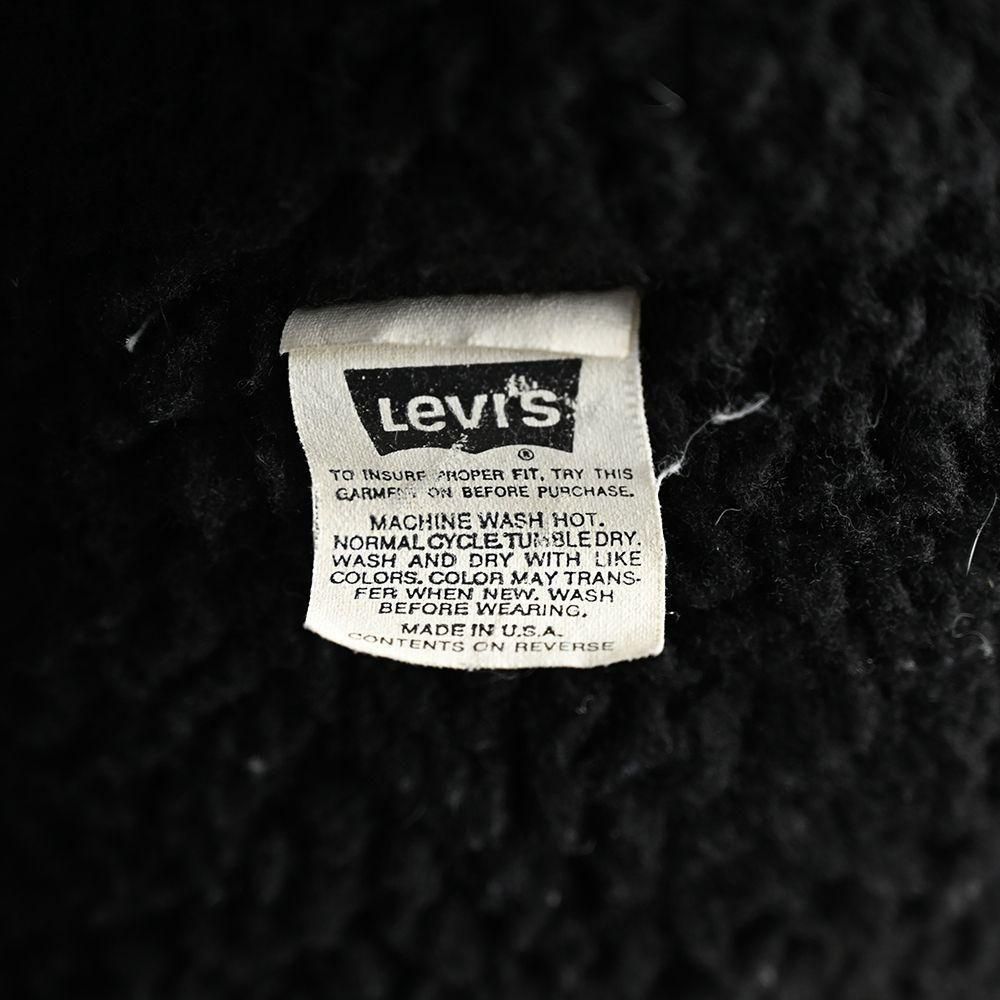 LEVI'S
®
TO INSURE PROPER FIT, TRY THIS
GARMENT ON BEFORE PURCHASE.
MACHINE WASH HOT.
NORMAL CYCLE. TUMBLE DRY.
WASH AND DRY WITH LIKE
COLORS. COLOR MAY TRANS-
FER WHEN NEW. WASH
BEFORE WEARING.
MADE IN U.S.A.
CONTENTS ON REVERSE